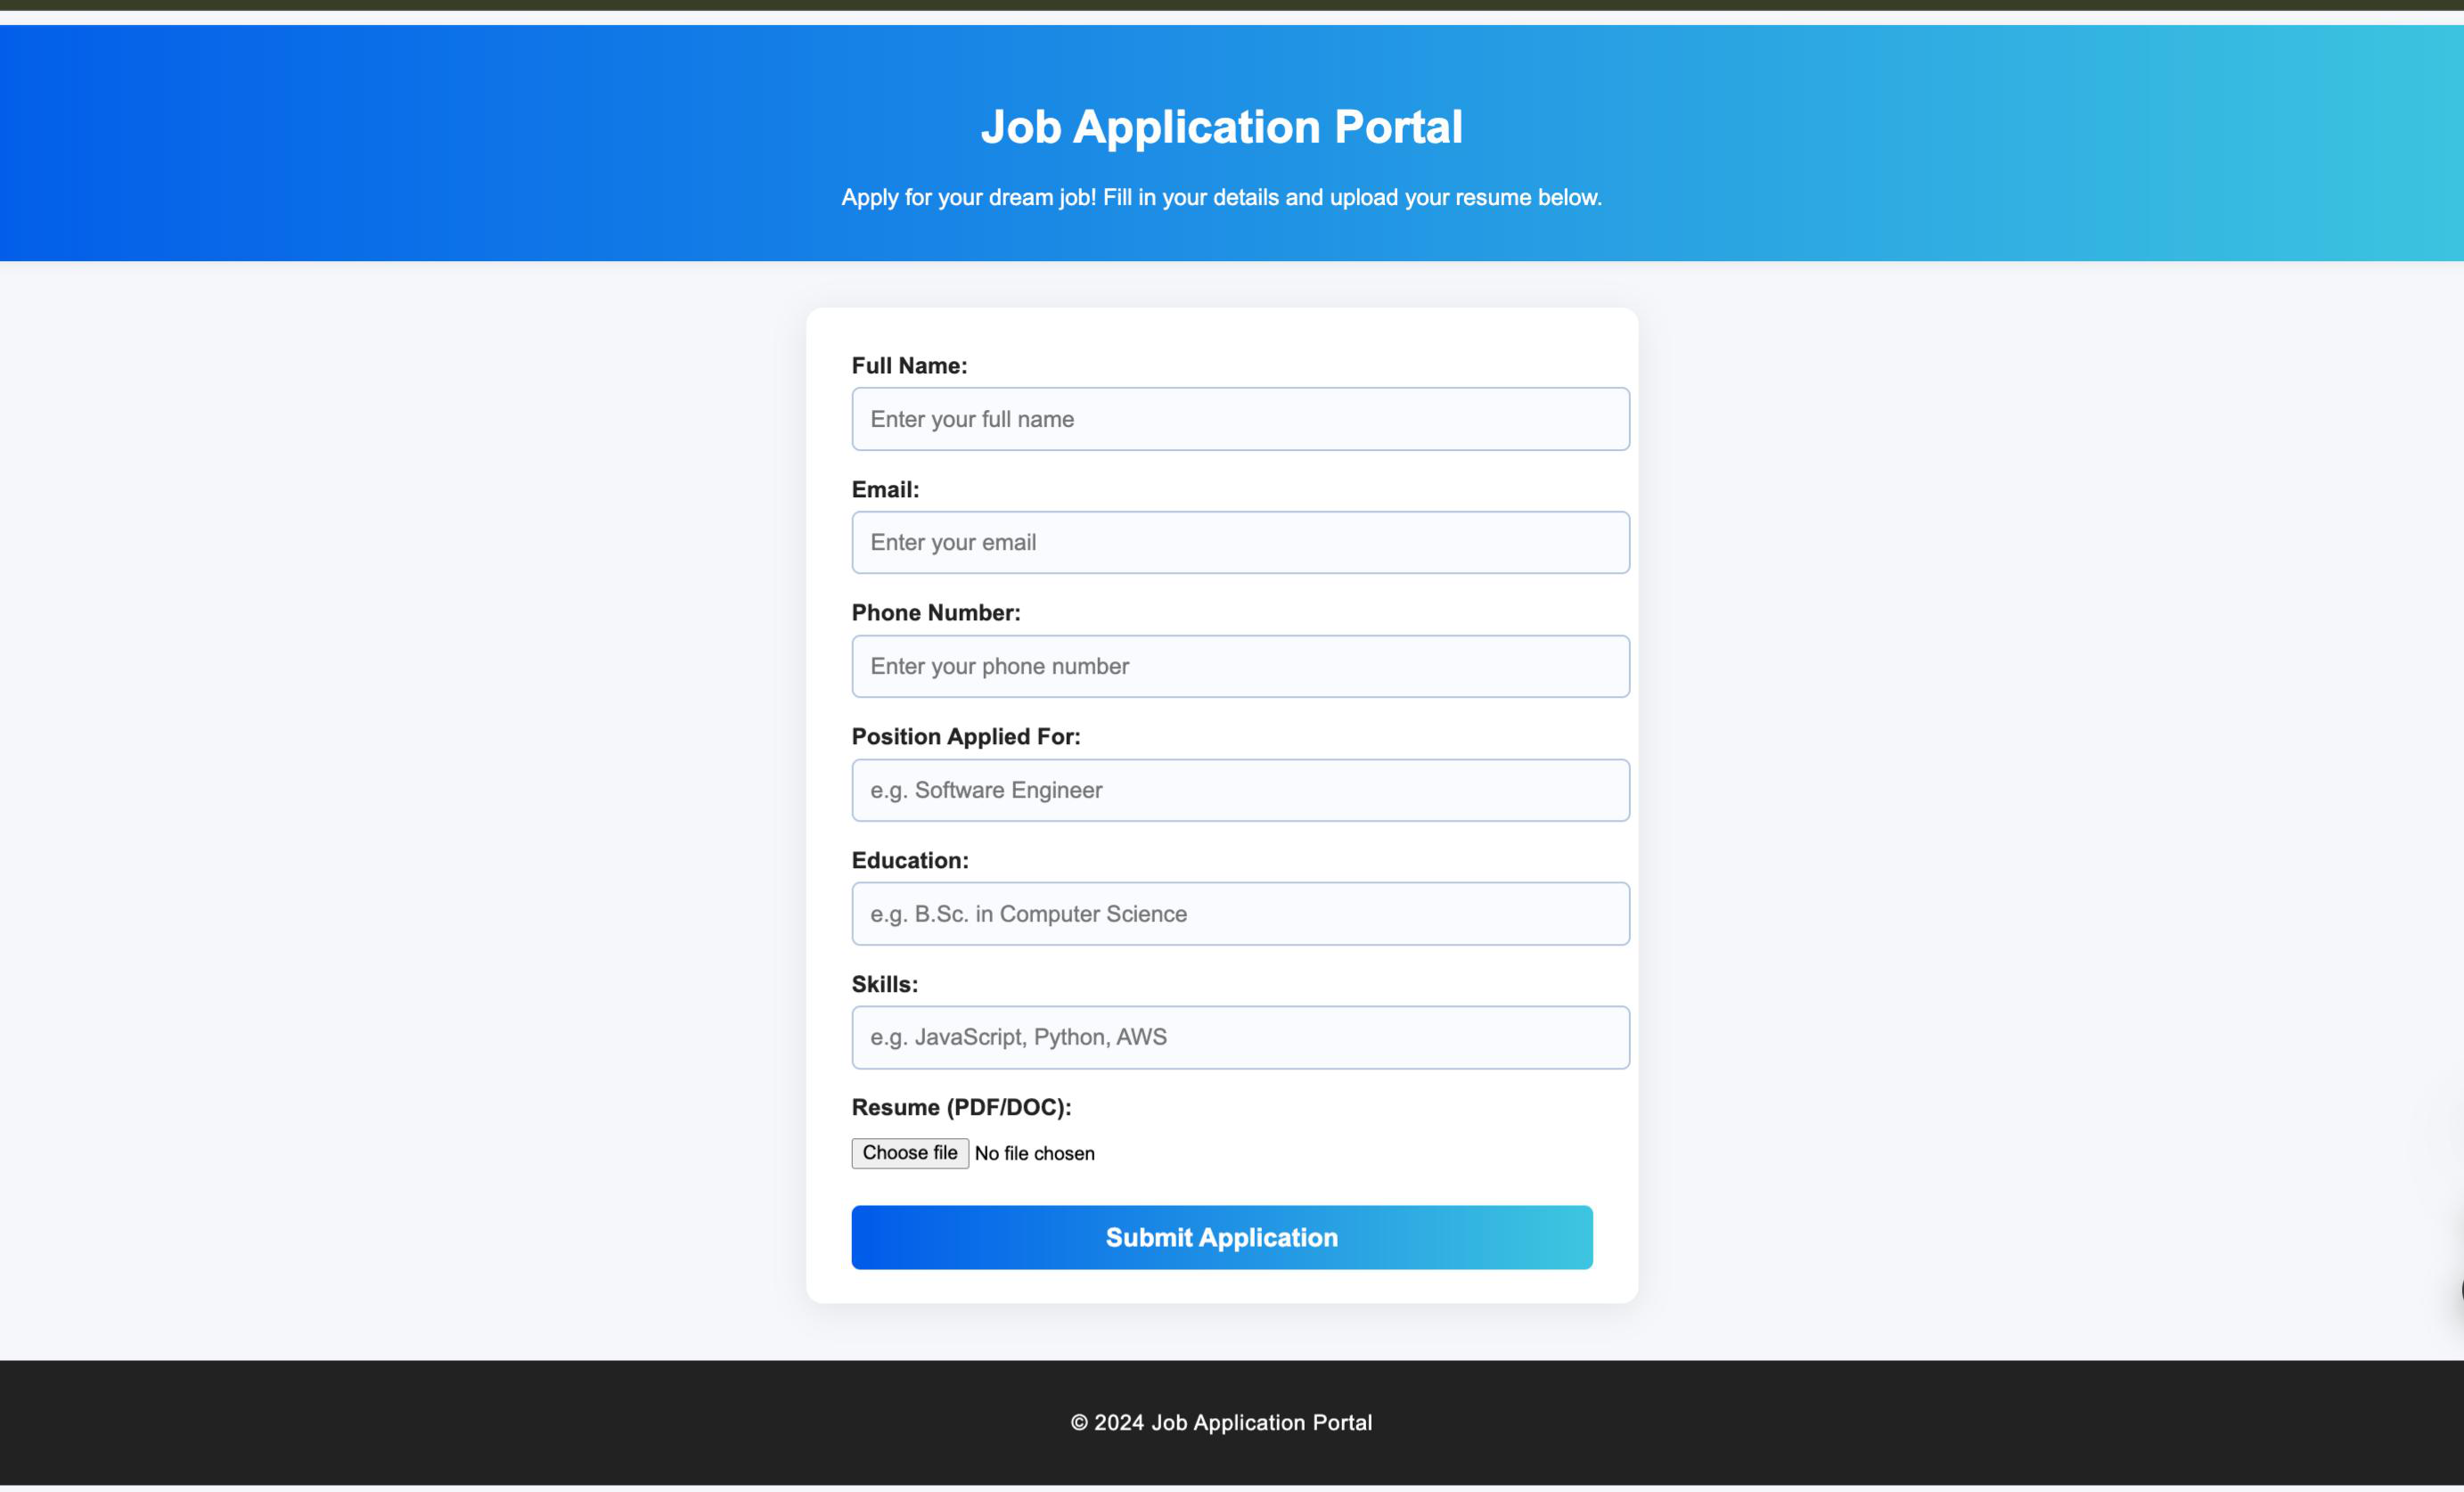 Job Application Portal
Apply for your dream job! Fill in your details and upload your resume below.
Full Name:
Enter your full name
Email:
Enter your email
Phone Number:
Enter your phone number
Position Applied For:
e.g. Software Engineer
Education:
e.g. B.Sc. in Computer Science
Skills:
e.g. JavaScript, Python, AWS
Resume (PDF/DOC):
Choose file No file chosen
Submit Application
© 2024 Job Application Portal